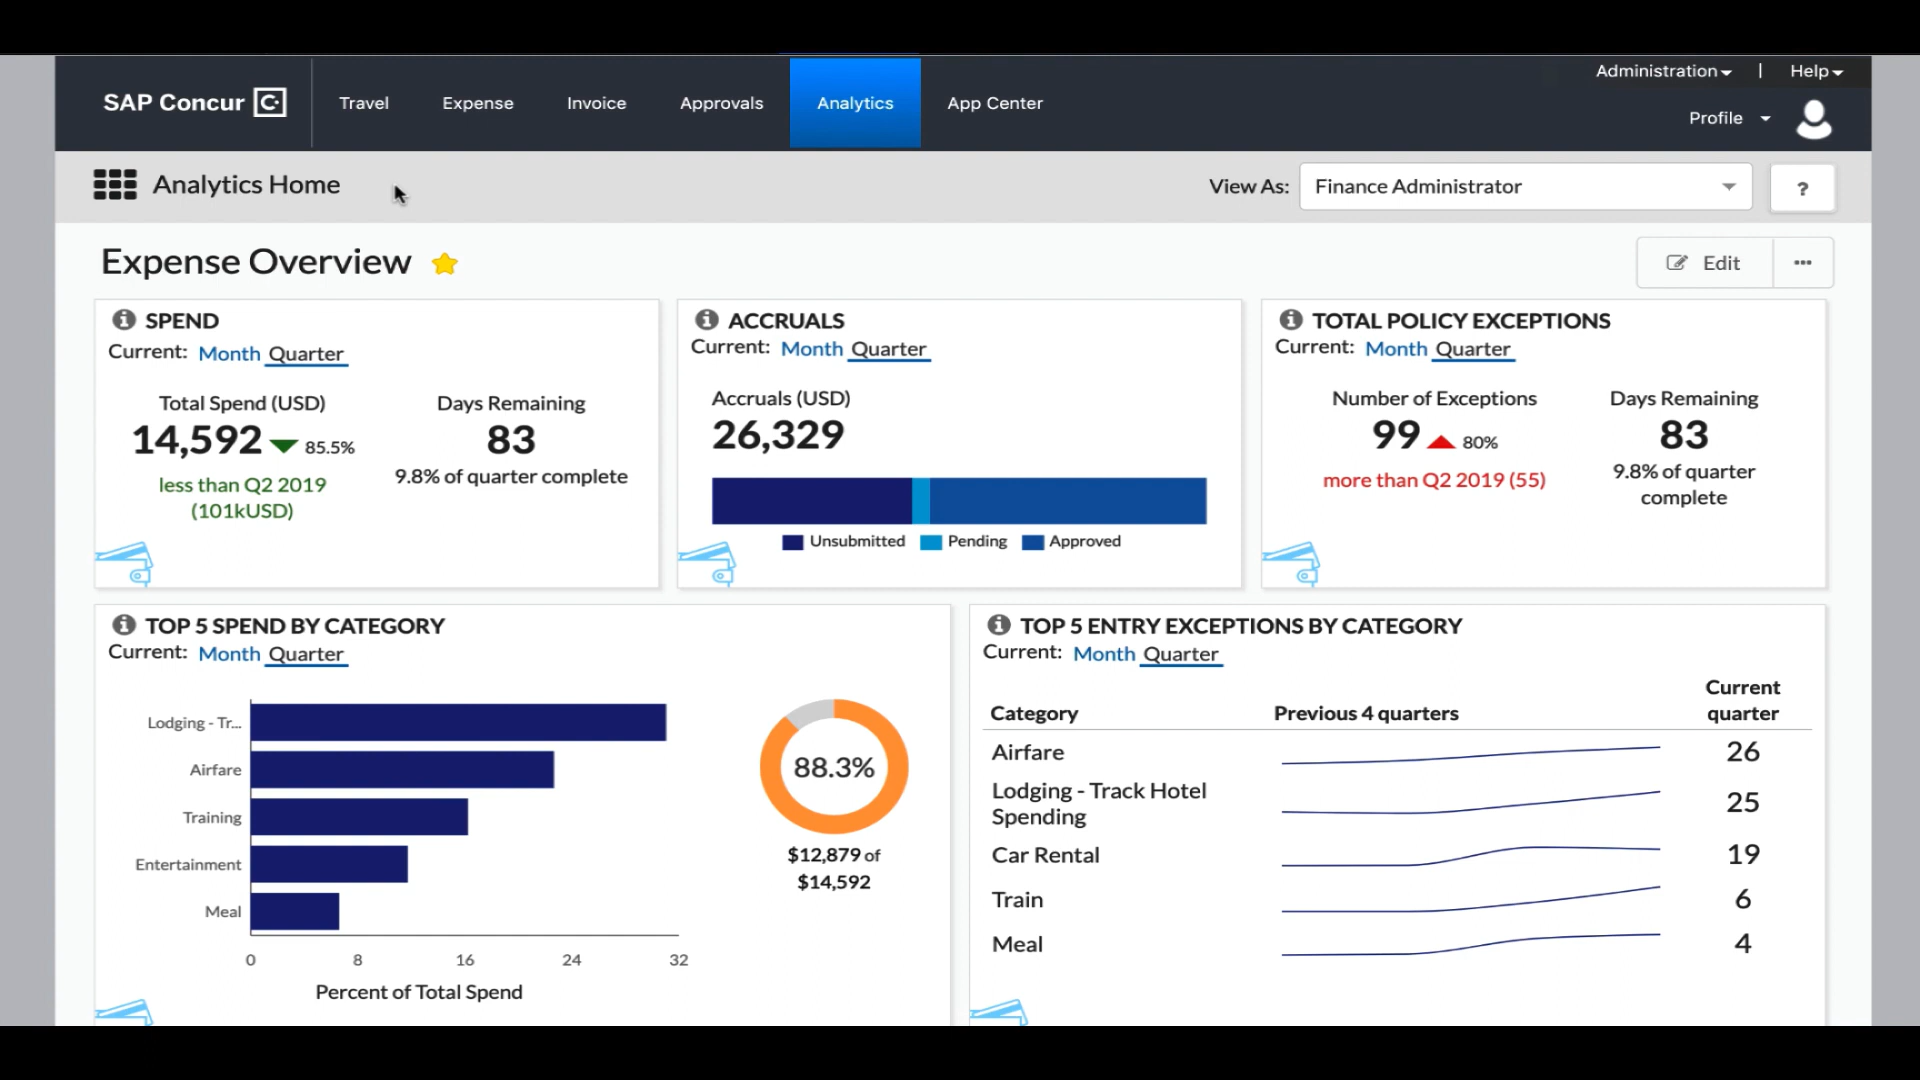 Administration | Help
SAP Concur C Travel Expense Invoice Approvals Analytics App Center
Profile
Analytics Home
View As: Finance Administrator ?
Expense Overview
Edit ...
SPEND
Current: Month Quarter
Total Spend (USD)
14,592 85.5%
less than Q2 2019
(101kUSD)
Days Remaining
83
9.8% of quarter complete
ACCRUALS
Current: Month Quarter
Accruals (USD)
26,329
Unsubmitted Pending Approved
TOTAL POLICY EXCEPTIONS
Current: Month Quarter
Number of Exceptions
99 80%
more than Q2 2019 (55)
Days Remaining
83
9.8% of quarter
complete
TOP 5 SPEND BY CATEGORY
Current: Month Quarter
Lodging - Tr...
Airfare
Training
Entertainment
Meal
0 8 16 24 32
Percent of Total Spend
88.3%
$12,879 of
$14,592
TOP 5 ENTRY EXCEPTIONS BY CATEGORY
Current: Month Quarter
Category Previous 4 quarters Current
quarter
Airfare 26
Lodging - Track Hotel
Spending 25
Car Rental 19
Train 6
Meal 4